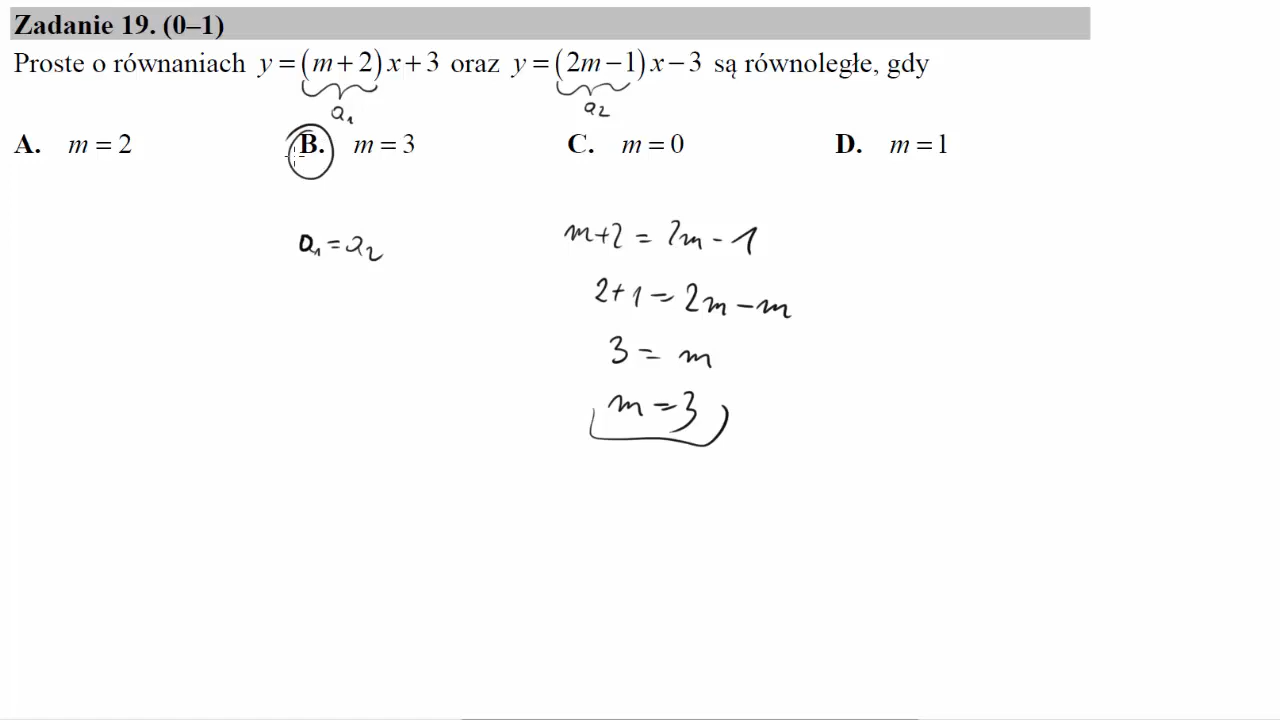 Zadanie 19. (0–1)
Proste o równaniach y = (m + 2) x + 3 oraz y = (2m − 1) x − 3 są równoległe, gdy
a₁ a₂
A. m = 2 B. m = 3 C. m = 0 D. m = 1
a₁ = a₂ m+2 = 2m - 1
2+1 = 2m - m
3 = m
m = 3